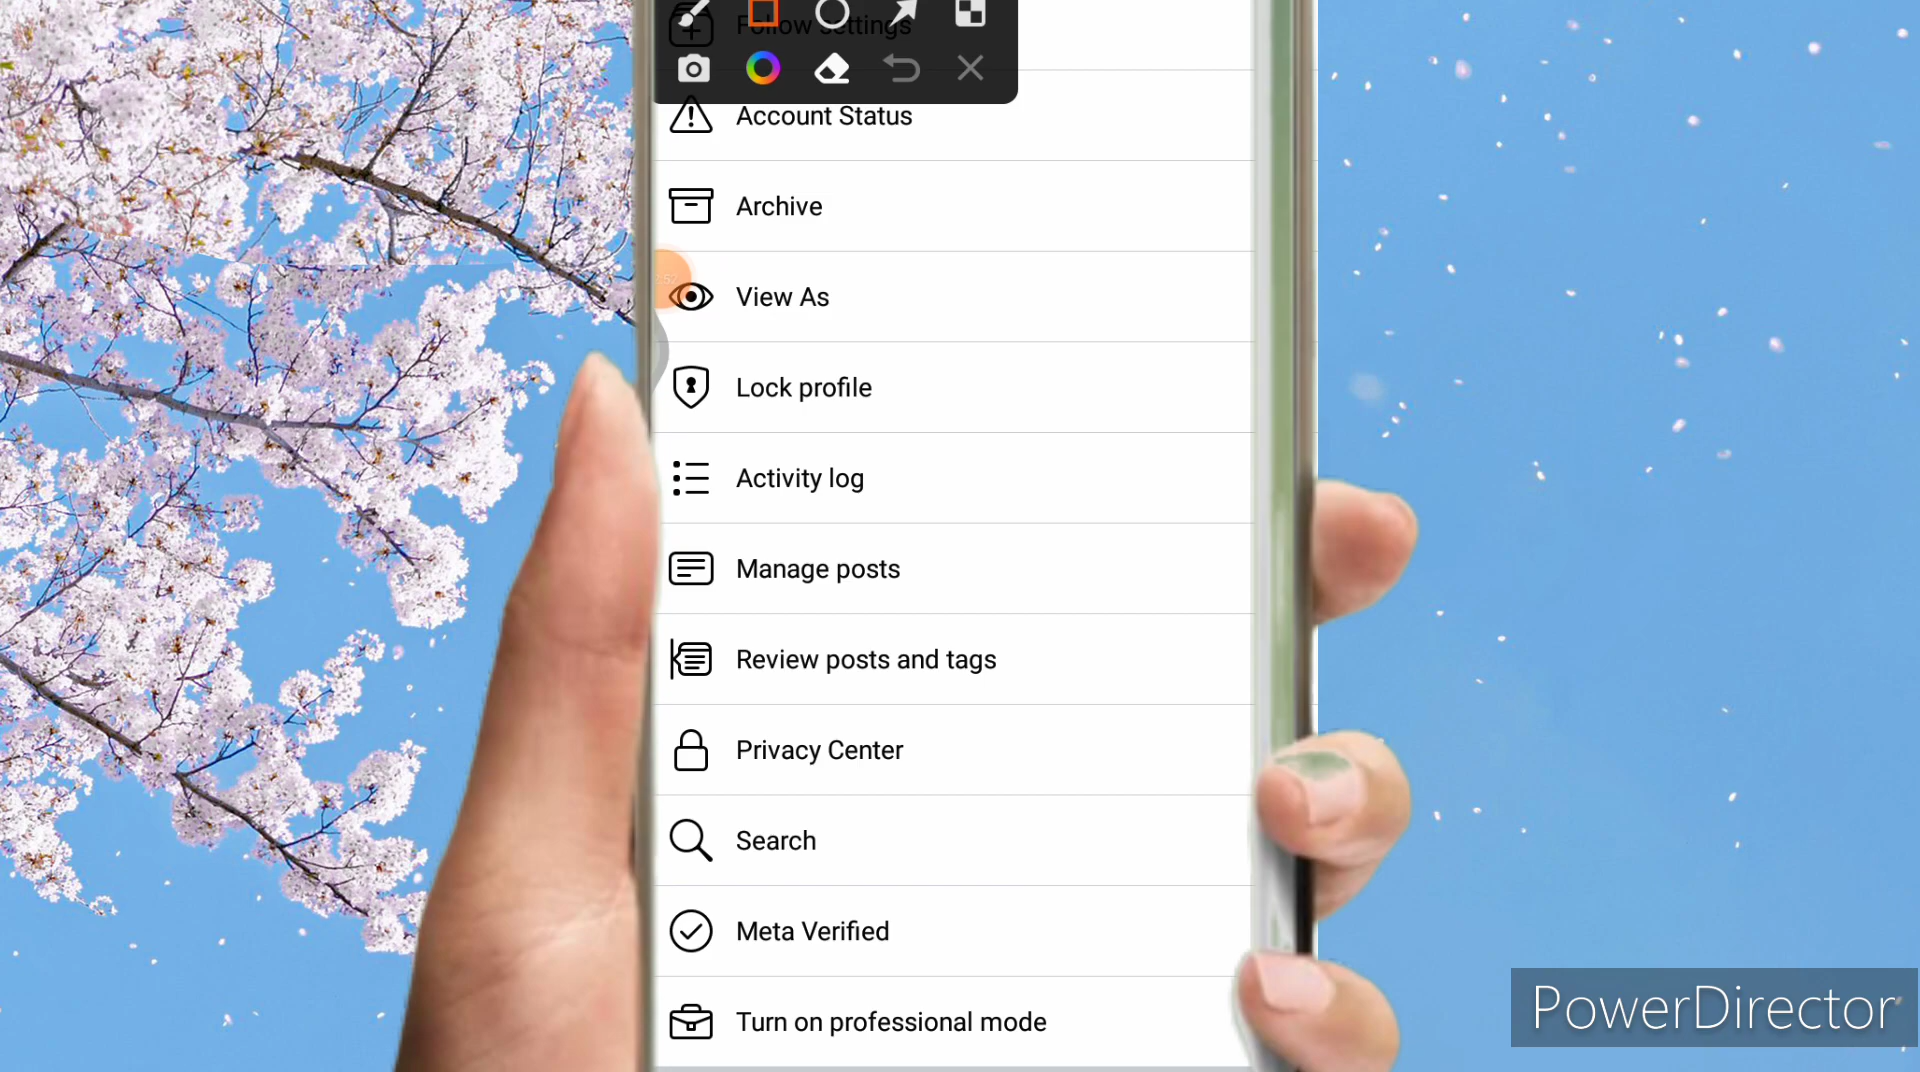 Follow settings
Account Status
Archive
View As
Lock profile
Activity log
Manage posts
Review posts and tags
Privacy Center
Search
Meta Verified
Turn on professional mode
PowerDirector